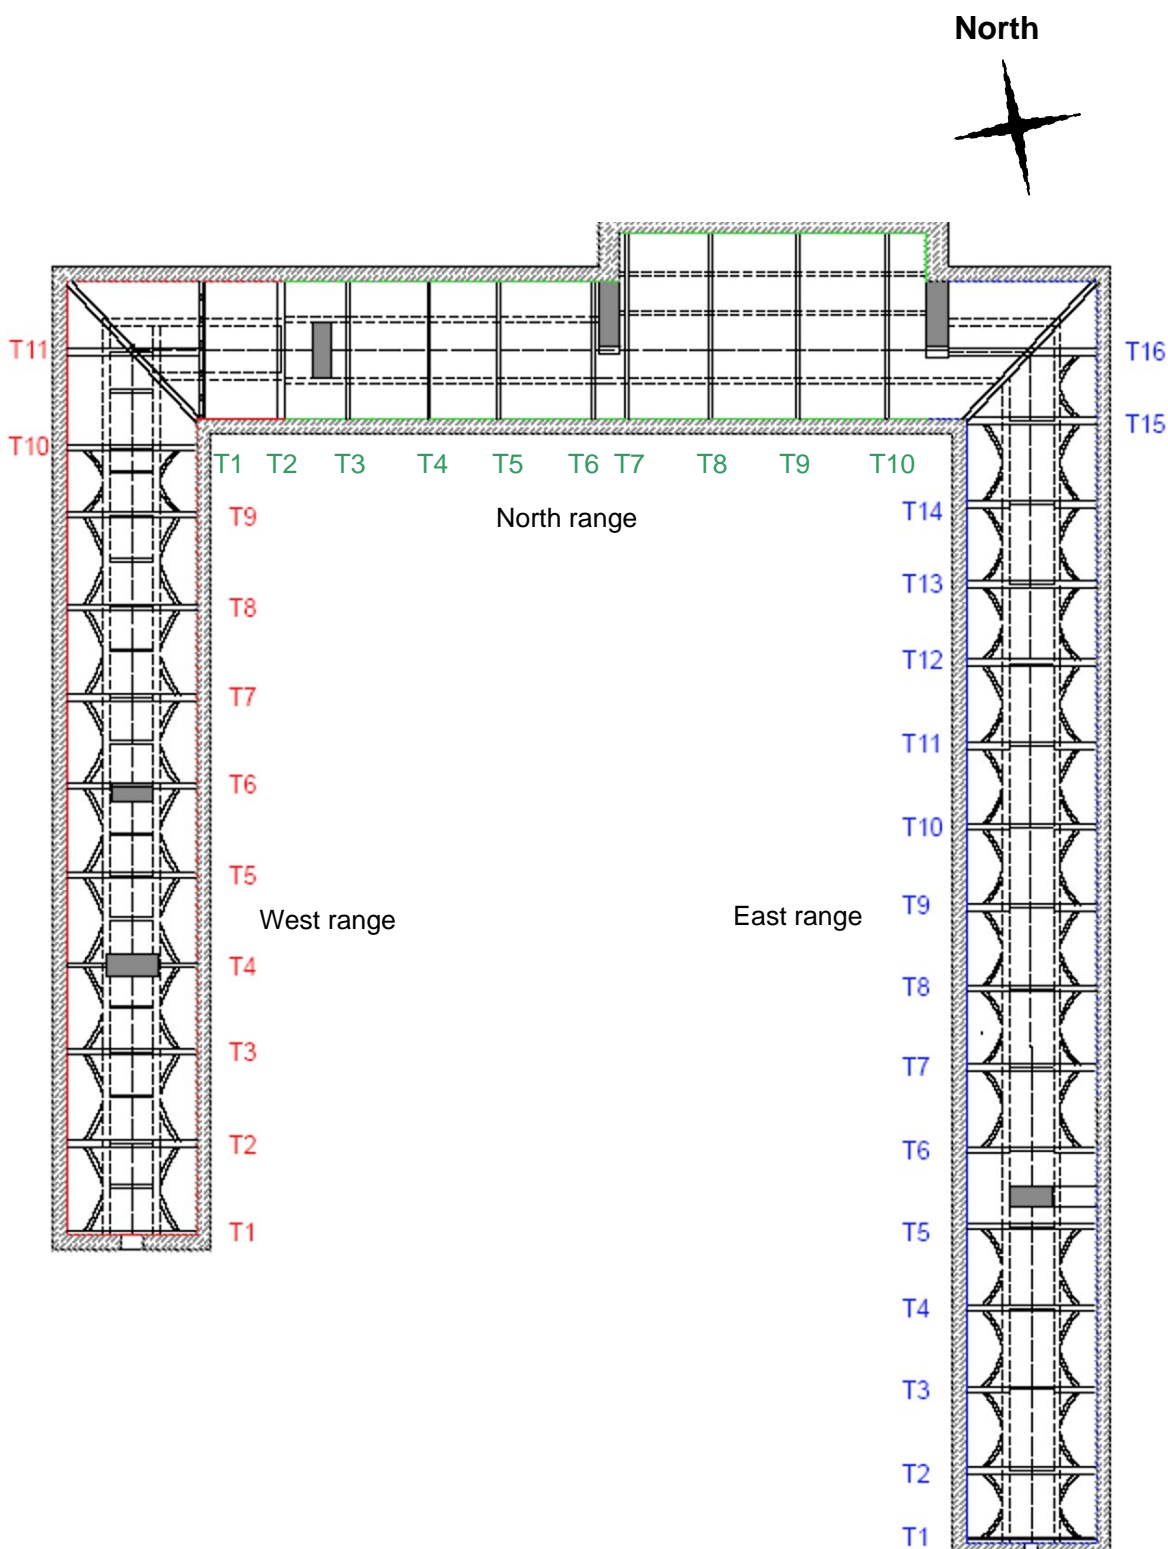 North
T11
T16
T10
T15
T1 T2 T3 T4 T5 T6 T7 T8 T9 T10
North range
T9
T8
T7
T6
T5
West range
T4
T3
T2
T1
T14
T13
T12
T11
T10
East range
T9
T8
T7
T6
T5
T4
T3
T2
T1